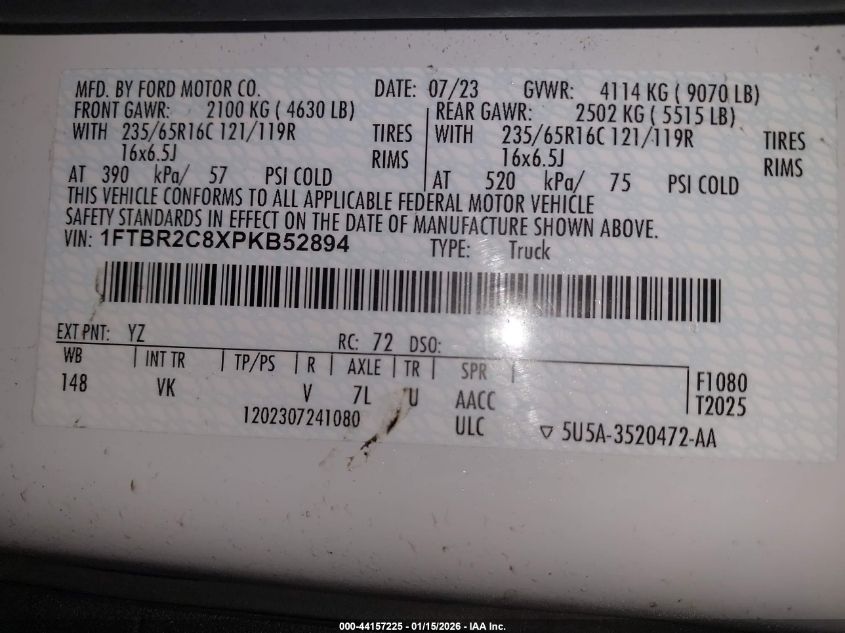 MFD. BY FORD MOTOR CO. DATE: 07/23 GVWR: 4114 KG ( 9070 LB)
FRONT GAWR: 2100 KG ( 4630 LB) REAR GAWR: 2502 KG ( 5515 LB)
WITH 235/65R16C 121/119R TIRES WITH 235/65R16C 121/119R TIRES
16x6.5J RIMS 16x6.5J RIMS
AT 390 kPa/ 57 PSI COLD AT 520 kPa/ 75 PSI COLD
THIS VEHICLE CONFORMS TO ALL APPLICABLE FEDERAL MOTOR VEHICLE
SAFETY STANDARDS IN EFFECT ON THE DATE OF MANUFACTURE SHOWN ABOVE.
VIN: 1FTBR2C8XPKB52894 TYPE: Truck
EXT PNT: YZ RC: 72 DSO:
WB INT TR TP/PS R AXLE TR SPR
148 VK V 7L U AACC
F1080
T2025
1202307241080 ULC 5U5A-3520472-AA
000-44157225 - 01/15/2026 - IAA Inc.